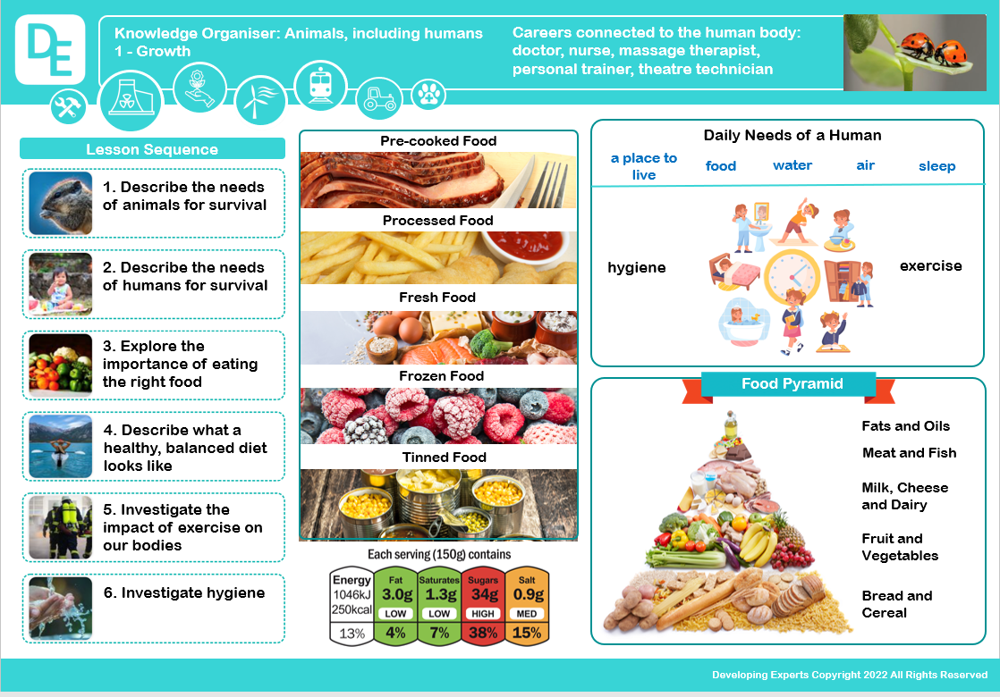 DE
Knowledge Organiser: Animals, including humans
1 - Growth
Careers connected to the human body:
doctor, nurse, massage therapist,
personal trainer, theatre technician
Lesson Sequence
1. Describe the needs
of animals for survival
2. Describe the needs
of humans for survival
3. Explore the
importance of eating
the right food
4. Describe what a
healthy, balanced diet
looks like
5. Investigate the
impact of exercise on
our bodies
6. Investigate hygiene
Pre-cooked Food
Processed Food
Fresh Food
Frozen Food
Tinned Food
Each serving (150g) contains
Energy
1046kJ
250kcal
13%
Fat
3.0g
LOW
4%
Saturates
1.3g
LOW
7%
Sugars
34g
HIGH
38%
Salt
0.9g
MED
15%
Daily Needs of a Human
a place to
live
food
water
air
sleep
hygiene
exercise
Food Pyramid
Fats and Oils
Meat and Fish
Milk, Cheese
and Dairy
Fruit and
Vegetables
Bread and
Cereal
Developing Experts Copyright 2022 All Rights Reserved